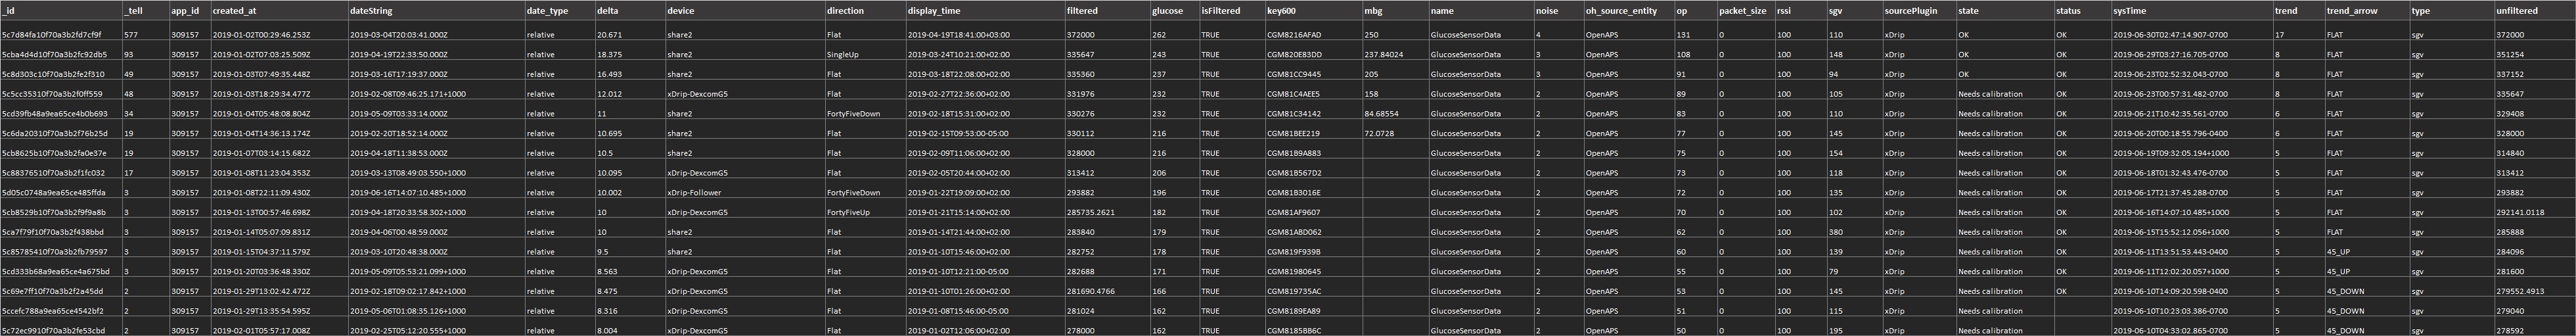 _id _tell app_id created_at dateString date_type delta device direction display_time filtered glucose isFiltered key600 mbg name noise oh_source_entity op packet_size rssi sgv sourcePlugin state status sysTime trend trend_arrow type unfiltered
5c7d84fa10f70a3b2fd7cf9f 577 309157 2019-01-02T00:29:46.253Z 2019-03-04T20:03:41.000Z relative 20.671 share2 Flat 2019-04-19T18:41:00+03:00 372000 262 TRUE CGM8216AFAD 250 GlucoseSensorData 4 OpenAPS 131 0 100 110 xDrip OK OK 2019-06-30T02:47:14.907-0700 17 FLAT sgv 372000
5cba4d4d10f70a3b2fc92db5 93 309157 2019-01-02T07:03:25.509Z 2019-04-19T22:33:50.000Z relative 18.375 share2 SingleUp 2019-03-24T10:21:00+02:00 335647 243 TRUE CGM820E83DD 237.84024 GlucoseSensorData 3 OpenAPS 108 0 100 148 xDrip OK OK 2019-06-29T03:27:16.705-0700 8 FLAT sgv 351254
5c8d303c10f70a3b2fe2f310 49 309157 2019-01-03T07:49:35.448Z 2019-03-16T17:19:37.000Z relative 16.493 share2 Flat 2019-03-18T22:08:00+02:00 335360 237 TRUE CGM81CC9445 205 GlucoseSensorData 3 OpenAPS 91 0 100 94 xDrip OK OK 2019-06-23T02:52:32.043-0700 8 FLAT sgv 337152
5c5cc35310f70a3b2f0ff559 48 309157 2019-01-03T18:29:34.477Z 2019-02-08T09:46:25.171+1000 relative 12.012 xDrip-DexcomG5 Flat 2019-02-27T22:36:00+02:00 331976 232 TRUE CGM81C4AEE5 158 GlucoseSensorData 2 OpenAPS 89 0 100 105 xDrip Needs calibration OK 2019-06-23T00:57:31.482-0700 8 FLAT sgv 335647
5cd39fb48a9ea65ce4b0b693 34 309157 2019-01-04T05:48:08.804Z 2019-05-09T03:33:14.000Z relative 11 share2 FortyFiveDown 2019-02-18T15:31:00+02:00 330276 232 TRUE CGM81C34142 84.68554 GlucoseSensorData 2 OpenAPS 83 0 100 110 xDrip Needs calibration OK 2019-06-21T10:42:35.561-0700 6 FLAT sgv 329408
5c6da20310f70a3b2f76b25d 19 309157 2019-01-04T14:36:13.174Z 2019-02-20T18:52:14.000Z relative 10.695 share2 Flat 2019-02-15T09:53:00-05:00 330112 216 TRUE CGM81BEE219 72.0728 GlucoseSensorData 2 OpenAPS 77 0 100 145 xDrip Needs calibration OK 2019-06-20T00:18:55.796-0400 6 FLAT sgv 328000
5cb8625b10f70a3b2fa0e37e 19 309157 2019-01-07T03:14:15.682Z 2019-04-18T11:38:53.000Z relative 10.5 share2 Flat 2019-02-09T11:06:00+02:00 328000 216 TRUE CGM81B9A883 GlucoseSensorData 2 OpenAPS 75 0 100 154 xDrip Needs calibration OK 2019-06-19T09:32:05.194+1000 5 FLAT sgv 314840
5c88376510f70a3b2f1fc032 17 309157 2019-01-08T11:23:04.353Z 2019-03-13T08:49:03.550+1000 relative 10.095 xDrip-DexcomG5 Flat 2019-02-05T20:44:00+02:00 313412 206 TRUE CGM81B567D2 GlucoseSensorData 2 OpenAPS 73 0 100 118 xDrip Needs calibration OK 2019-06-18T01:32:43.476-0700 5 FLAT sgv 313412
5d05c0748a9ea65ce485ffda 3 309157 2019-01-08T22:11:09.430Z 2019-06-16T14:07:10.485+1000 relative 10.002 xDrip-Follower FortyFiveDown 2019-01-22T19:09:00+02:00 293882 196 TRUE CGM81B3016E GlucoseSensorData 2 OpenAPS 72 0 100 135 xDrip Needs calibration OK 2019-06-17T21:37:45.288-0700 5 FLAT sgv 293882
5cb8529b10f70a3b2f9f9a8b 3 309157 2019-01-13T00:57:46.698Z 2019-04-18T20:33:58.302+1000 relative 10 xDrip-DexcomG5 FortyFiveUp 2019-01-21T15:14:00+02:00 285735.2621 182 TRUE CGM81AF9607 GlucoseSensorData 2 OpenAPS 70 0 100 102 xDrip Needs calibration OK 2019-06-16T14:07:10.485+1000 5 FLAT sgv 292141.0118
5ca7f79f10f70a3b2f438bbd 3 309157 2019-01-14T05:07:09.831Z 2019-04-06T00:48:59.000Z relative 10 share2 Flat 2019-01-14T21:44:00+02:00 283840 179 TRUE CGM81ABD062 GlucoseSensorData 2 OpenAPS 62 0 100 380 xDrip Needs calibration OK 2019-06-15T15:52:12.056+1000 5 FLAT sgv 285888
5c85785410f70a3b2fb79597 3 309157 2019-01-15T04:37:11.579Z 2019-03-10T20:48:38.000Z relative 9.5 share2 Flat 2019-01-10T15:46:00+02:00 282752 178 TRUE CGM819F939B GlucoseSensorData 2 OpenAPS 60 0 100 139 xDrip Needs calibration OK 2019-06-11T13:51:53.443-0400 5 45_UP sgv 284096
5cd333b68a9ea65ce4a675bd 3 309157 2019-01-20T03:36:48.330Z 2019-05-09T05:53:21.099+1000 relative 8.563 xDrip-DexcomG5 Flat 2019-01-10T12:21:00-05:00 282688 171 TRUE CGM81980645 GlucoseSensorData 2 OpenAPS 55 0 100 79 xDrip Needs calibration OK 2019-06-11T12:02:20.057+1000 5 45_UP sgv 281600
5c69e7ff10f70a3b2f2a45dd 2 309157 2019-01-29T13:02:42.472Z 2019-02-18T09:02:17.842+1000 relative 8.475 xDrip-DexcomG5 Flat 2019-01-10T01:26:00+02:00 281690.4766 166 TRUE CGM819735AC GlucoseSensorData 2 OpenAPS 53 0 100 145 xDrip Needs calibration OK 2019-06-10T14:09:20.598-0400 5 45_DOWN sgv 279552.4913
5ccefc788a9ea65ce4542bf2 2 309157 2019-01-29T13:35:54.595Z 2019-05-06T01:08:35.126+1000 relative 8.316 xDrip-DexcomG5 Flat 2019-01-08T15:46:00-05:00 281024 162 TRUE CGM8189EA89 GlucoseSensorData 2 OpenAPS 51 0 100 115 xDrip Needs calibration 2019-06-10T10:23:03.386-0700 5 45_DOWN sgv 279040
5c72ec9910f70a3b2fe53cbd 2 309157 2019-02-01T05:57:17.008Z 2019-02-25T05:12:20.555+1000 relative 8.004 xDrip-DexcomG5 Flat 2019-01-02T12:06:00+02:00 278000 162 TRUE CGM8185BB6C GlucoseSensorData 2 OpenAPS 50 0 100 195 xDrip Needs calibration 2019-06-10T04:33:02.865-0700 5 45_DOWN sgv 278592